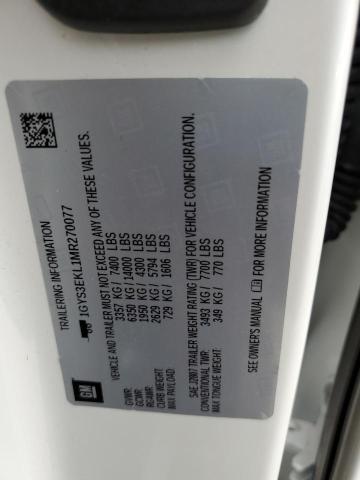 TRAILERING INFORMATION
1GYS3EKL1MR270077
VEHICLE AND TRAILER MUST NOT EXCEED ANY OF THESE VALUES.
GVWR: 3357 KG/ 7400 LBS
GCWR: 6350 KG/14000 LBS
RGAWR: 1950 KG/ 4300 LBS
CURB WEIGHT: 2629 KG/ 5794 LBS
MAX PAYLOAD: 729 KG/ 1606 LBS
SAE J2807 TRAILER WEIGHT RATING (TWR) FOR VEHICLE CONFIGURATION.
CONVENTIONAL TWR: 3493 KG/ 7700 LBS
MAX TONGUE WEIGHT: 349 KG/ 770 LBS
SEE OWNER'S MANUAL FOR MORE INFORMATION.
GM